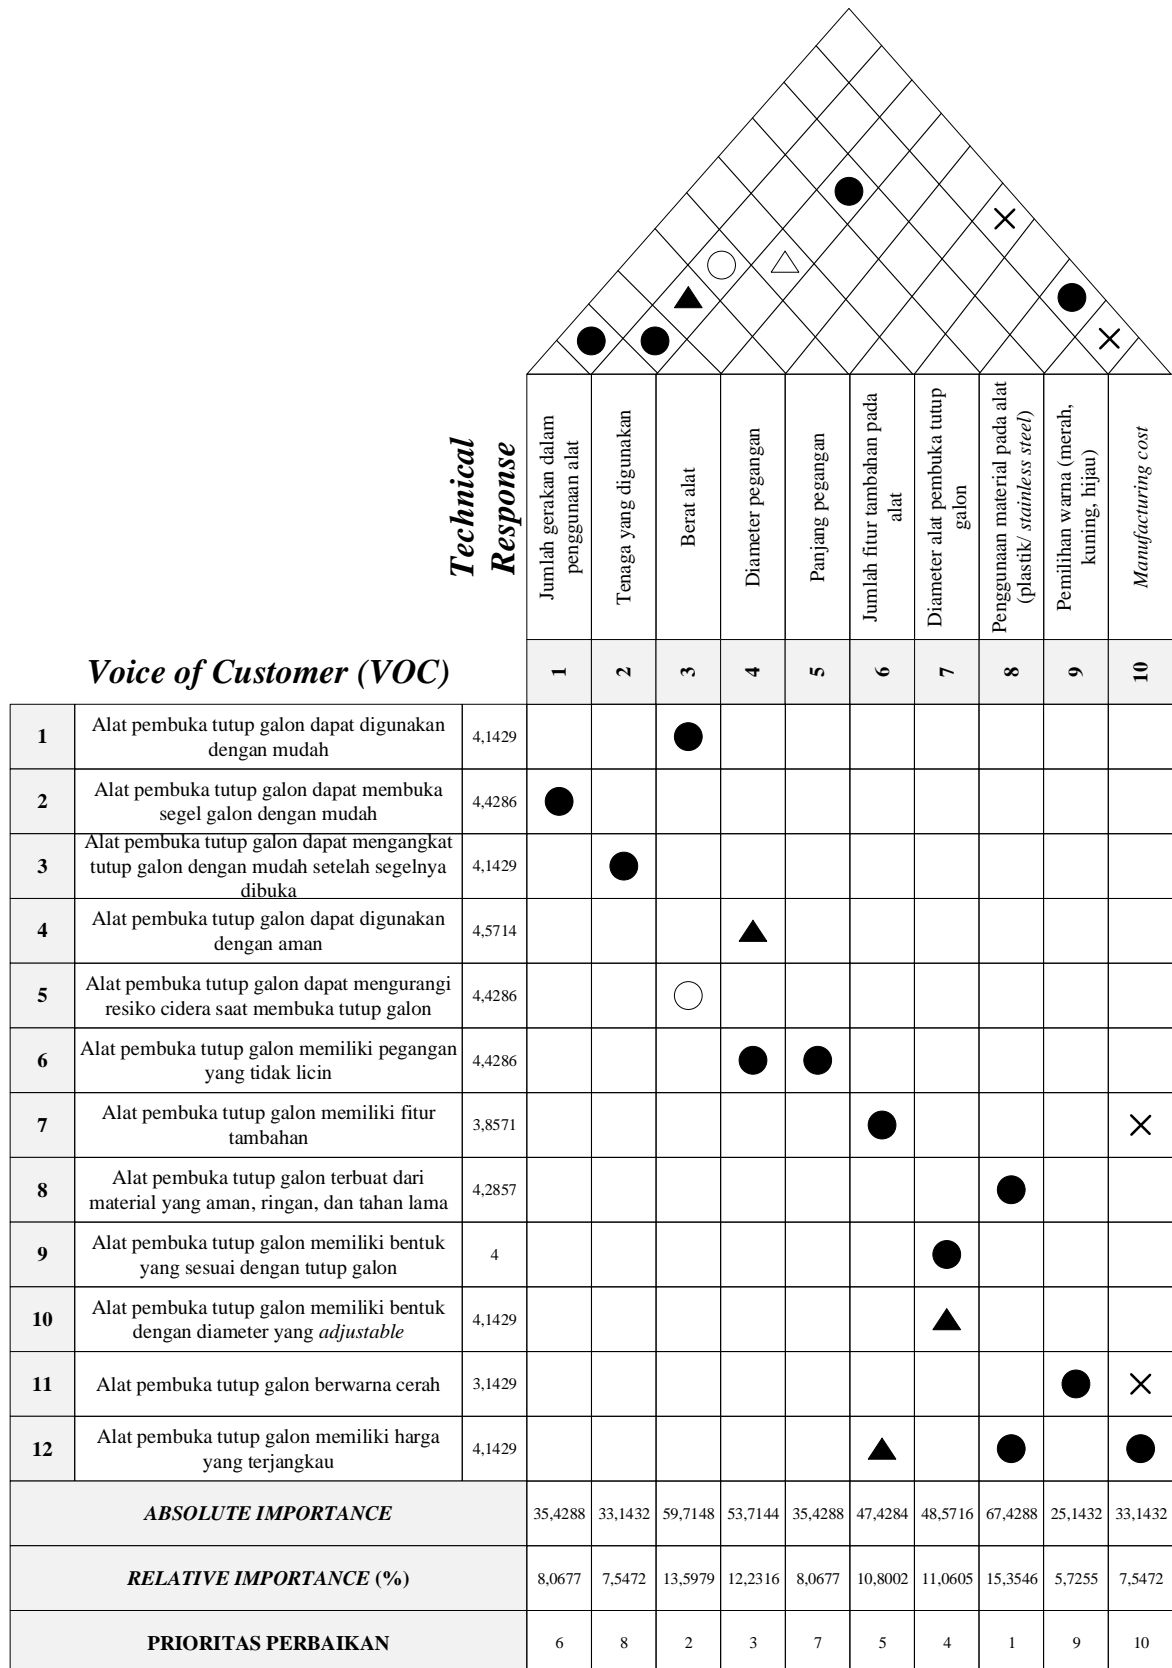 Technical
Response
Jumlah gerakan dalam
penggunaan alat
Tenaga yang digunakan
Berat alat
Diameter pegangan
Panjang pegangan
Jumlah fitur tambahan pada
alat
Diameter alat pembuka tutup
galon
Penggunaan material pada alat
(plastik/ stainless steel)
Pemilihan warna (merah,
kuning, hijau)
Manufacturing cost
Voice of Customer (VOC)
1 2 3 4 5 6 7 8 9 10
1 Alat pembuka tutup galon dapat digunakan
dengan mudah
4,1429
2 Alat pembuka tutup galon dapat membuka
segel galon dengan mudah
4,4286
3 Alat pembuka tutup galon dapat mengangkat
tutup galon dengan mudah setelah segelnya
dibuka
4,1429
4 Alat pembuka tutup galon dapat digunakan
dengan aman
4,5714
5 Alat pembuka tutup galon dapat mengurangi
resiko cidera saat membuka tutup galon
4,4286
6 Alat pembuka tutup galon memiliki pegangan
yang tidak licin
4,4286
7 Alat pembuka tutup galon memiliki fitur
tambahan
3,8571
8 Alat pembuka tutup galon terbuat dari
material yang aman, ringan, dan tahan lama
4,2857
9 Alat pembuka tutup galon memiliki bentuk
yang sesuai dengan tutup galon
4
10 Alat pembuka tutup galon memiliki bentuk
dengan diameter yang adjustable
4,1429
11 Alat pembuka tutup galon berwarna cerah 3,1429
12 Alat pembuka tutup galon memiliki harga
yang terjangkau
4,1429
ABSOLUTE IMPORTANCE 35,4288 33,1432 59,7148 53,7144 35,4288 47,4284 48,5716 67,4288 25,1432 33,1432
RELATIVE IMPORTANCE (%) 8,0677 7,5472 13,5979 12,2316 8,0677 10,8002 11,0605 15,3546 5,7255 7,5472
PRIORITAS PERBAIKAN 6 8 2 3 7 5 4 1 9 10